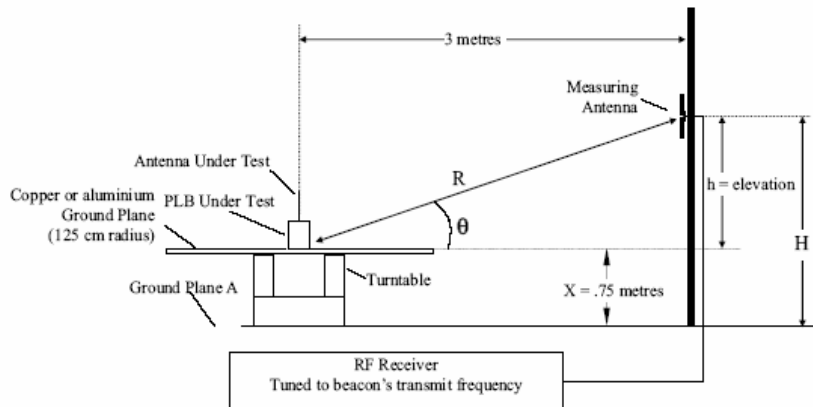 3 metres
Measuring
Antenna
Antenna Under Test
R
h = elevation
Copper or aluminium
Ground Plane
(125 cm radius)
PLB Under Test
θ
H
Turntable
Ground Plane A
X = .75 metres
RF Receiver
Tuned to beacon's transmit frequency